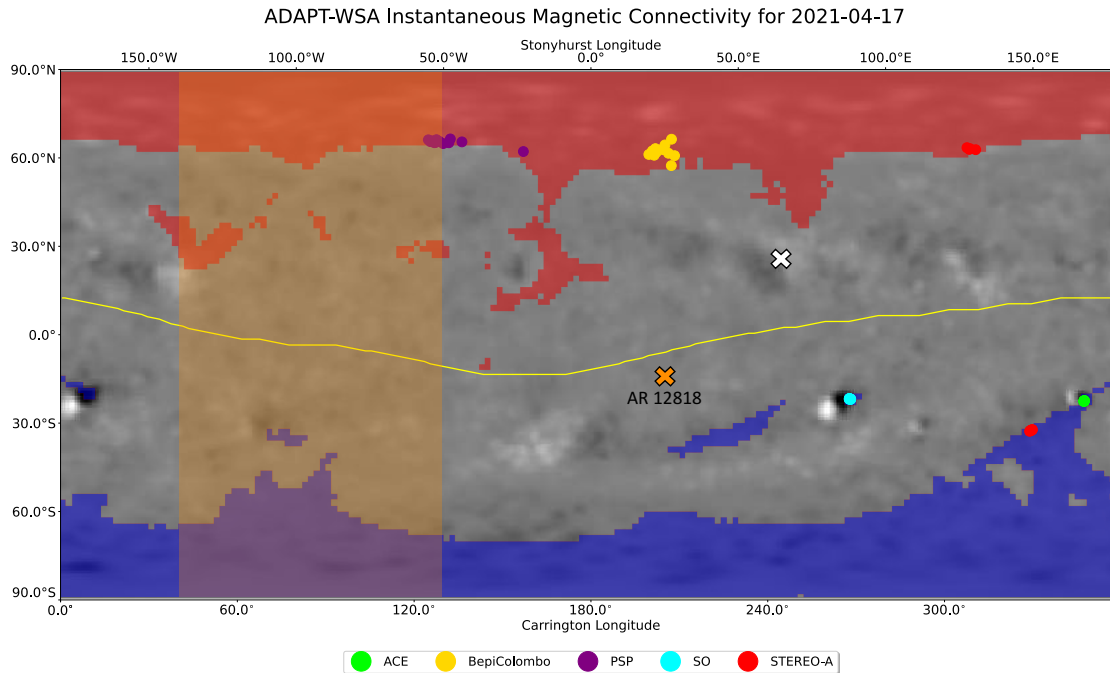 ADAPT-WSA Instantaneous Magnetic Connectivity for 2021-04-17
Stonyhurst Longitude
150.0°W 100.0°W 50.0°W 0.0° 50.0°E 100.0°E 150.0°E
90.0°N
60.0°N
30.0°N
0.0°
AR 12818
30.0°S
60.0°S
90.0°S
0.0° 60.0° 120.0° 180.0° 240.0° 300.0°
Carrington Longitude
ACE BepiColombo PSP SO STEREO-A